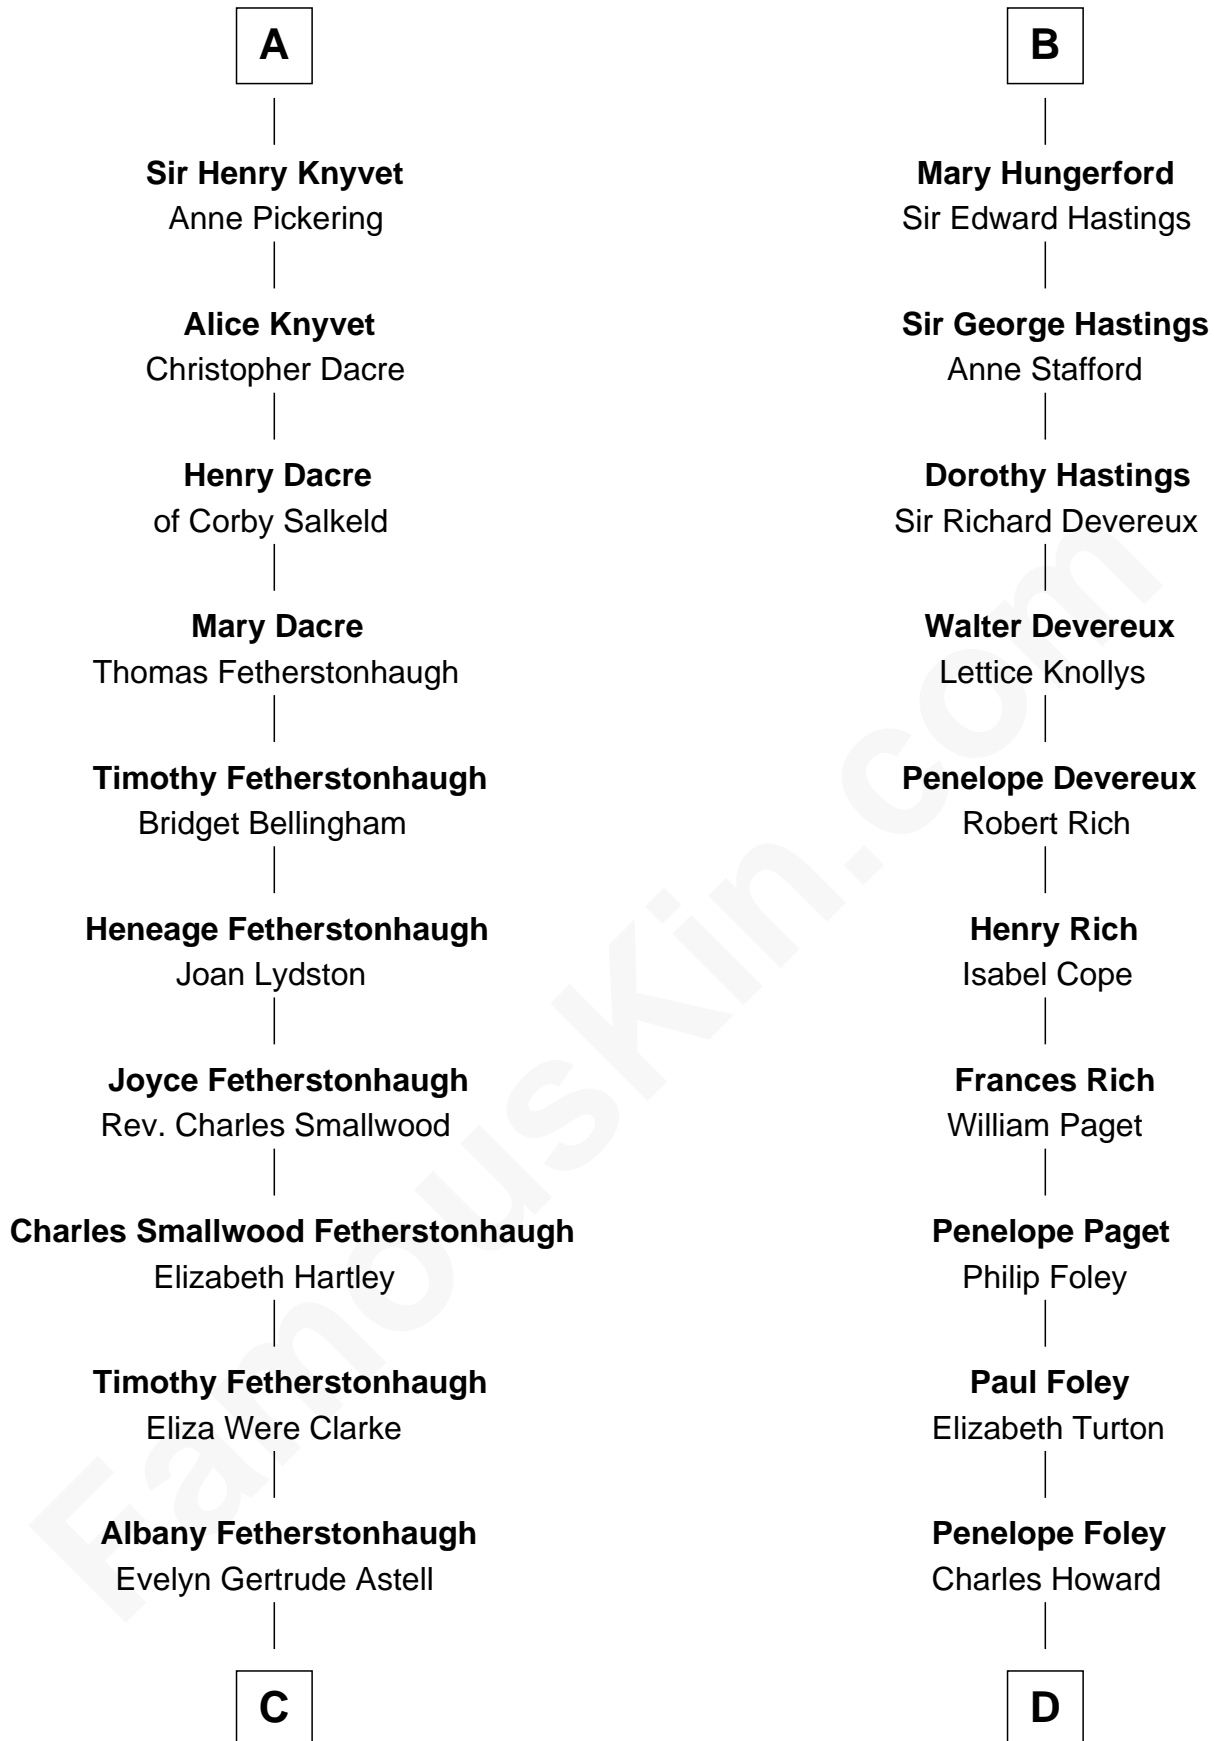 A
Sir Henry Knyvet
Anne Pickering
Alice Knyvet
Christopher Dacre
Henry Dacre
of Corby Salkeld
Mary Dacre
Thomas Fetherstonhaugh
Timothy Fetherstonhaugh
Bridget Bellingham
Heneage Fetherstonhaugh
Joan Lydston
Joyce Fetherstonhaugh
Rev. Charles Smallwood
Charles Smallwood Fetherstonhaugh
Elizabeth Hartley
Timothy Fetherstonhaugh
Eliza Were Clarke
Albany Fetherstonhaugh
Evelyn Gertrude Astell
C
B
Mary Hungerford
Sir Edward Hastings
Sir George Hastings
Anne Stafford
Dorothy Hastings
Sir Richard Devereux
Walter Devereux
Lettice Knollys
Penelope Devereux
Robert Rich
Henry Rich
Isabel Cope
Frances Rich
William Paget
Penelope Paget
Philip Foley
Paul Foley
Elizabeth Turton
Penelope Foley
Charles Howard
D
FamousKin.com